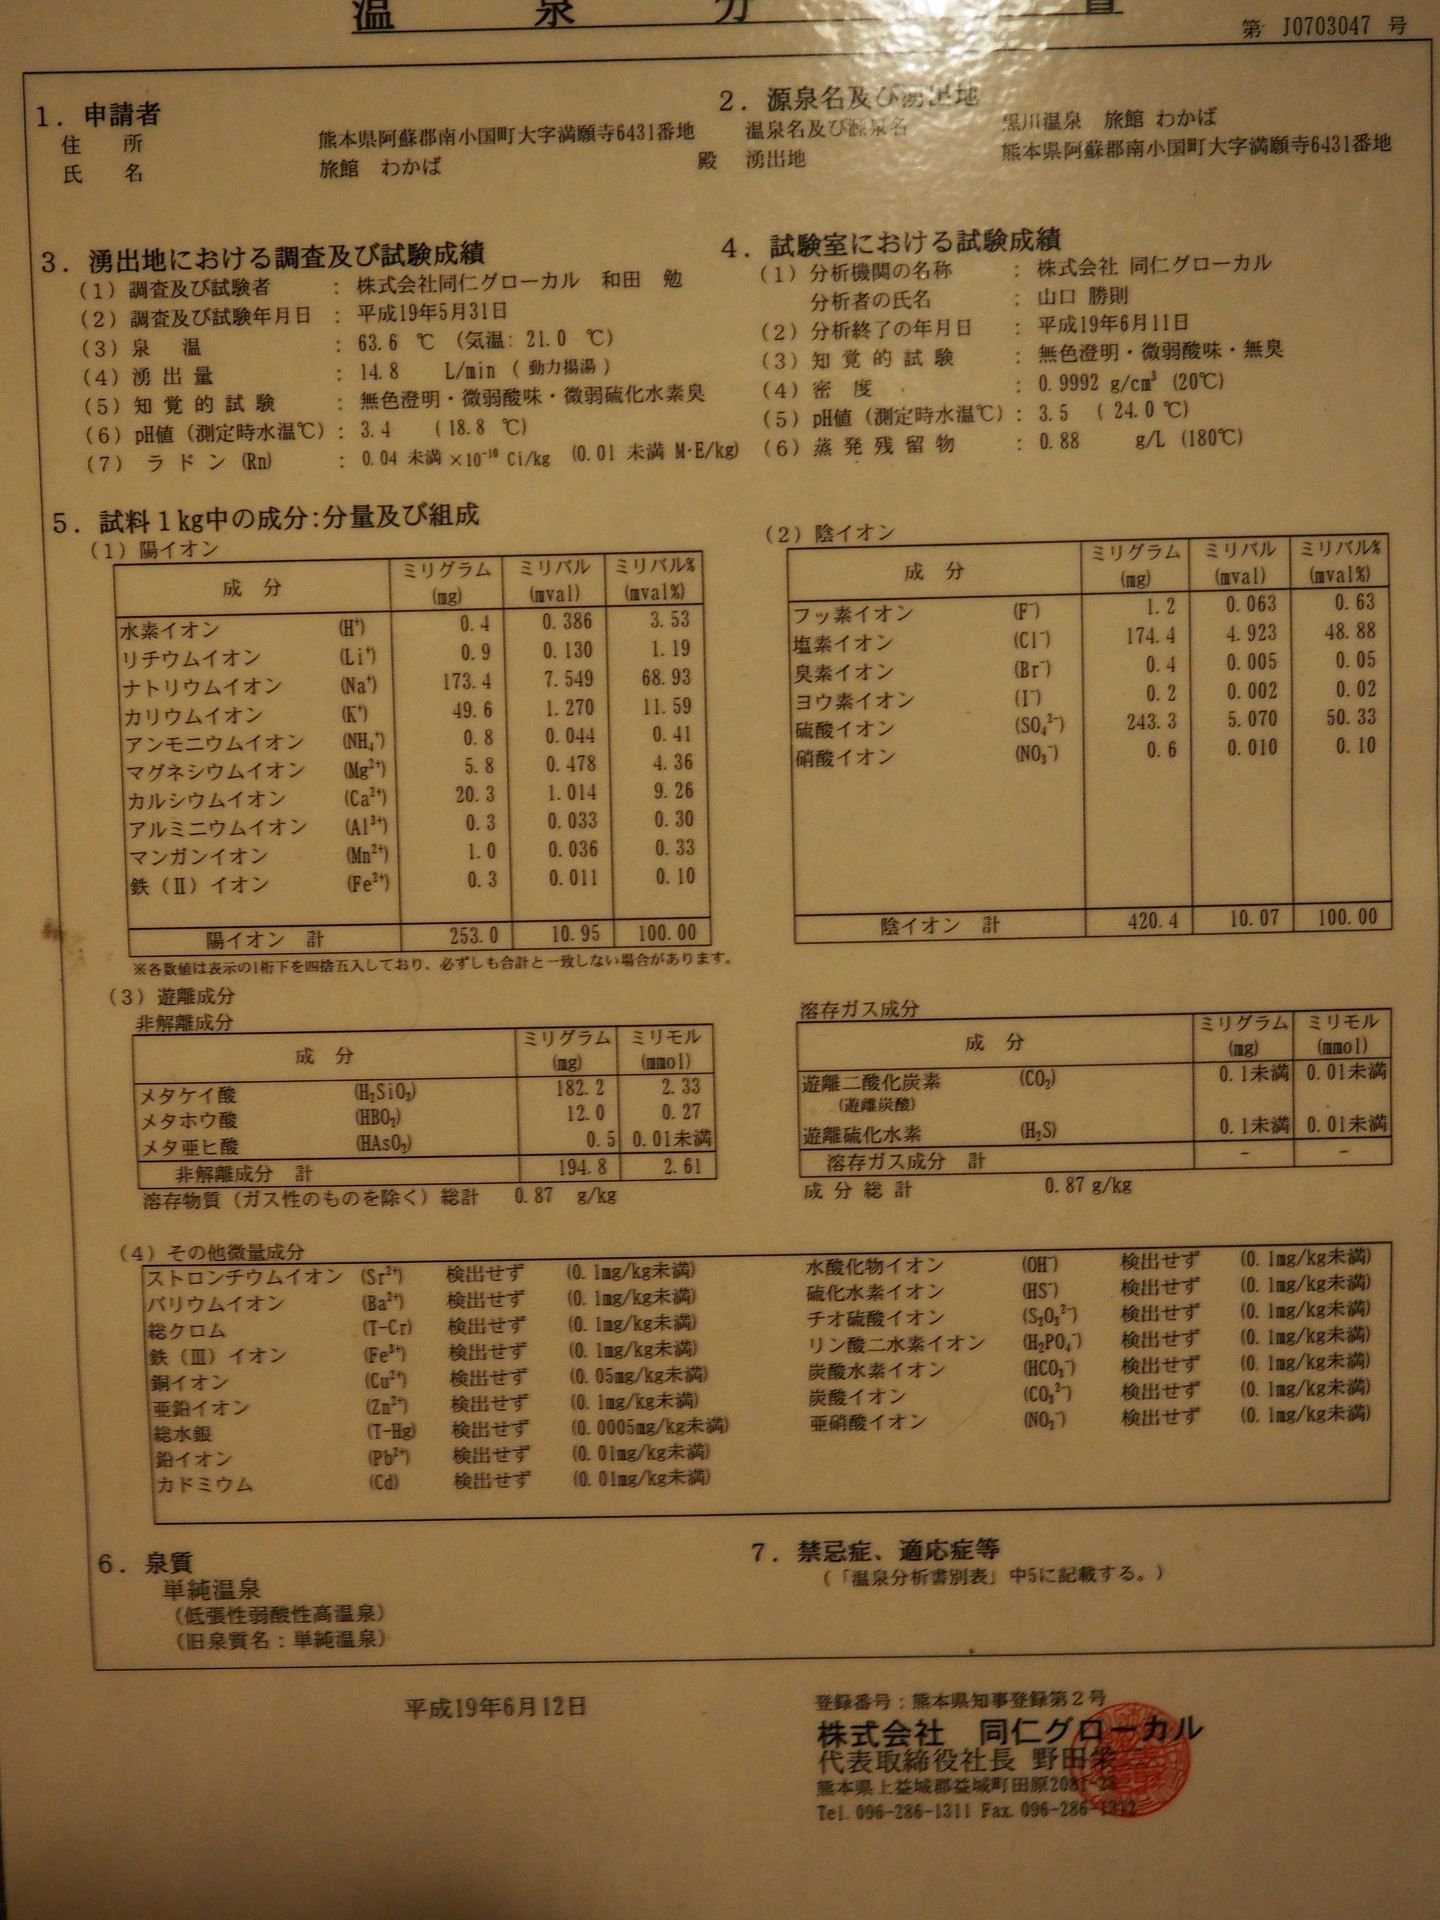 温泉分 書
第 J0703047 号
1. 申請者
住 所 熊本県阿蘇郡南小国町大字満願寺6431番地
氏 名 旅館 わかば 殿
2. 源泉名及び湧出地
温泉名及び源泉名 黒川温泉 旅館 わかば
湧出地 熊本県阿蘇郡南小国町大字満願寺6431番地
3. 湧出地における調査及び試験成績
(1) 調査及び試験者 : 株式会社同仁グローカル 和田 勉
(2) 調査及び試験年月日 : 平成19年5月31日
(3) 泉 温 : 63.6 ℃ (気温: 21.0 ℃)
(4) 湧 出 量 : 14.8 L/min ( 動力揚湯 )
(5) 知 覚 的 試 験 : 無色澄明・微弱酸味・微弱硫化水素臭
(6) pH値 (測定時水温℃) : 3.4 ( 18.8 ℃)
(7) ラ ド ン (Rn) : 0.04 未満 ×10⁻¹⁰ Ci/kg (0.01 未満 M・E/kg)
4. 試験室における試験成績
(1) 分析機関の名称 : 株式会社 同仁グローカル
分析者の氏名 : 山口 勝則
(2) 分析終了の年月日 : 平成19年6月11日
(3) 知 覚 的 試 験 : 無色澄明・微弱酸味・無臭
(4) 密 度 : 0.9992 g/cm³ (20℃)
(5) pH値 (測定時水温℃) : 3.5 ( 24.0 ℃)
(6) 蒸 発 残 留 物 : 0.88 g/L (180℃)
5. 試料1kg中の成分:分量及び組成
(1) 陽イオン
成 分 ミリグラム (mg) ミリバル (mval) ミリバル% (mval%)
水素イオン (H⁺) 0.4 0.386 3.53
リチウムイオン (Li⁺) 0.9 0.130 1.19
ナトリウムイオン (Na⁺) 173.4 7.549 68.93
カリウムイオン (K⁺) 49.6 1.270 11.59
アンモニウムイオン (NH₄⁺) 0.8 0.044 0.41
マグネシウムイオン (Mg²⁺) 5.8 0.478 4.36
カルシウムイオン (Ca²⁺) 20.3 1.014 9.26
アルミニウムイオン (Al³⁺) 0.3 0.033 0.30
マンガンイオン (Mn²⁺) 1.0 0.036 0.33
鉄(Ⅱ)イオン (Fe²⁺) 0.3 0.011 0.10
陽イオン 計 253.0 10.95 100.00
※各数値は表示の1桁下を四捨五入しており、必ずしも合計と一致しない場合があります。
(2) 陰イオン
成 分 ミリグラム (mg) ミリバル (mval) ミリバル% (mval%)
フッ素イオン (F⁻) 1.2 0.063 0.63
塩素イオン (Cl⁻) 174.4 4.923 48.88
臭素イオン (Br⁻) 0.4 0.005 0.05
ヨウ素イオン (I⁻) 0.2 0.002 0.02
硫酸イオン (SO₄²⁻) 243.3 5.070 50.33
硝酸イオン (NO₃⁻) 0.6 0.010 0.10
陰イオン 計 420.4 10.07 100.00
(3) 遊離成分
非解離成分
成 分 ミリグラム (mg) ミリモル (mmol)
メタケイ酸 (H₂SiO₃) 182.2 2.33
メタホウ酸 (HBO₂) 12.0 0.27
メタ亜ヒ酸 (HAsO₂) 0.5 0.01未満
非解離成分 計 194.8 2.61
溶存物質(ガス性のものを除く)総計 0.87 g/kg
溶存ガス成分
成 分 ミリグラム (mg) ミリモル (mmol)
遊離二酸化炭素 (CO₂) 0.1未満 0.01未満
(遊離炭酸)
遊離硫化水素 (H₂S) 0.1未満 0.01未満
溶存ガス成分 計 － －
成 分 総 計 0.87 g/kg
(4) その他微量成分
ストロンチウムイオン (Sr²⁺) 検出せず (0.1mg/kg未満)
バリウムイオン (Ba²⁺) 検出せず (0.1mg/kg未満)
総クロム (T-Cr) 検出せず (0.1mg/kg未満)
鉄(Ⅲ)イオン (Fe³⁺) 検出せず (0.1mg/kg未満)
銅イオン (Cu²⁺) 検出せず (0.05mg/kg未満)
亜鉛イオン (Zn²⁺) 検出せず (0.1mg/kg未満)
総水銀 (T-Hg) 検出せず (0.0005mg/kg未満)
鉛イオン (Pb²⁺) 検出せず (0.01mg/kg未満)
カドミウム (Cd) 検出せず (0.01mg/kg未満)
水酸化物イオン (OH⁻) 検出せず (0.1mg/kg未満)
硫化水素イオン (HS⁻) 検出せず (0.1mg/kg未満)
チオ硫酸イオン (S₂O₃²⁻) 検出せず (0.1mg/kg未満)
リン酸二水素イオン (H₂PO₄⁻) 検出せず (0.1mg/kg未満)
炭酸水素イオン (HCO₃⁻) 検出せず (0.1mg/kg未満)
炭酸イオン (CO₃²⁻) 検出せず (0.1mg/kg未満)
亜硝酸イオン (NO₂⁻) 検出せず (0.1mg/kg未満)
6. 泉質
単純温泉
(低張性弱酸性高温泉)
(旧泉質名:単純温泉)
7. 禁忌症、適応症等
(「温泉分析書別表」中5に記載する。)
平成19年6月12日
登録番号:熊本県知事登録第2号
株式会社 同仁グローカル
代表取締役社長 野田栄二
熊本県上益城郡益城町田原2081-28
Tel.096-286-1311 Fax.096-286-1312